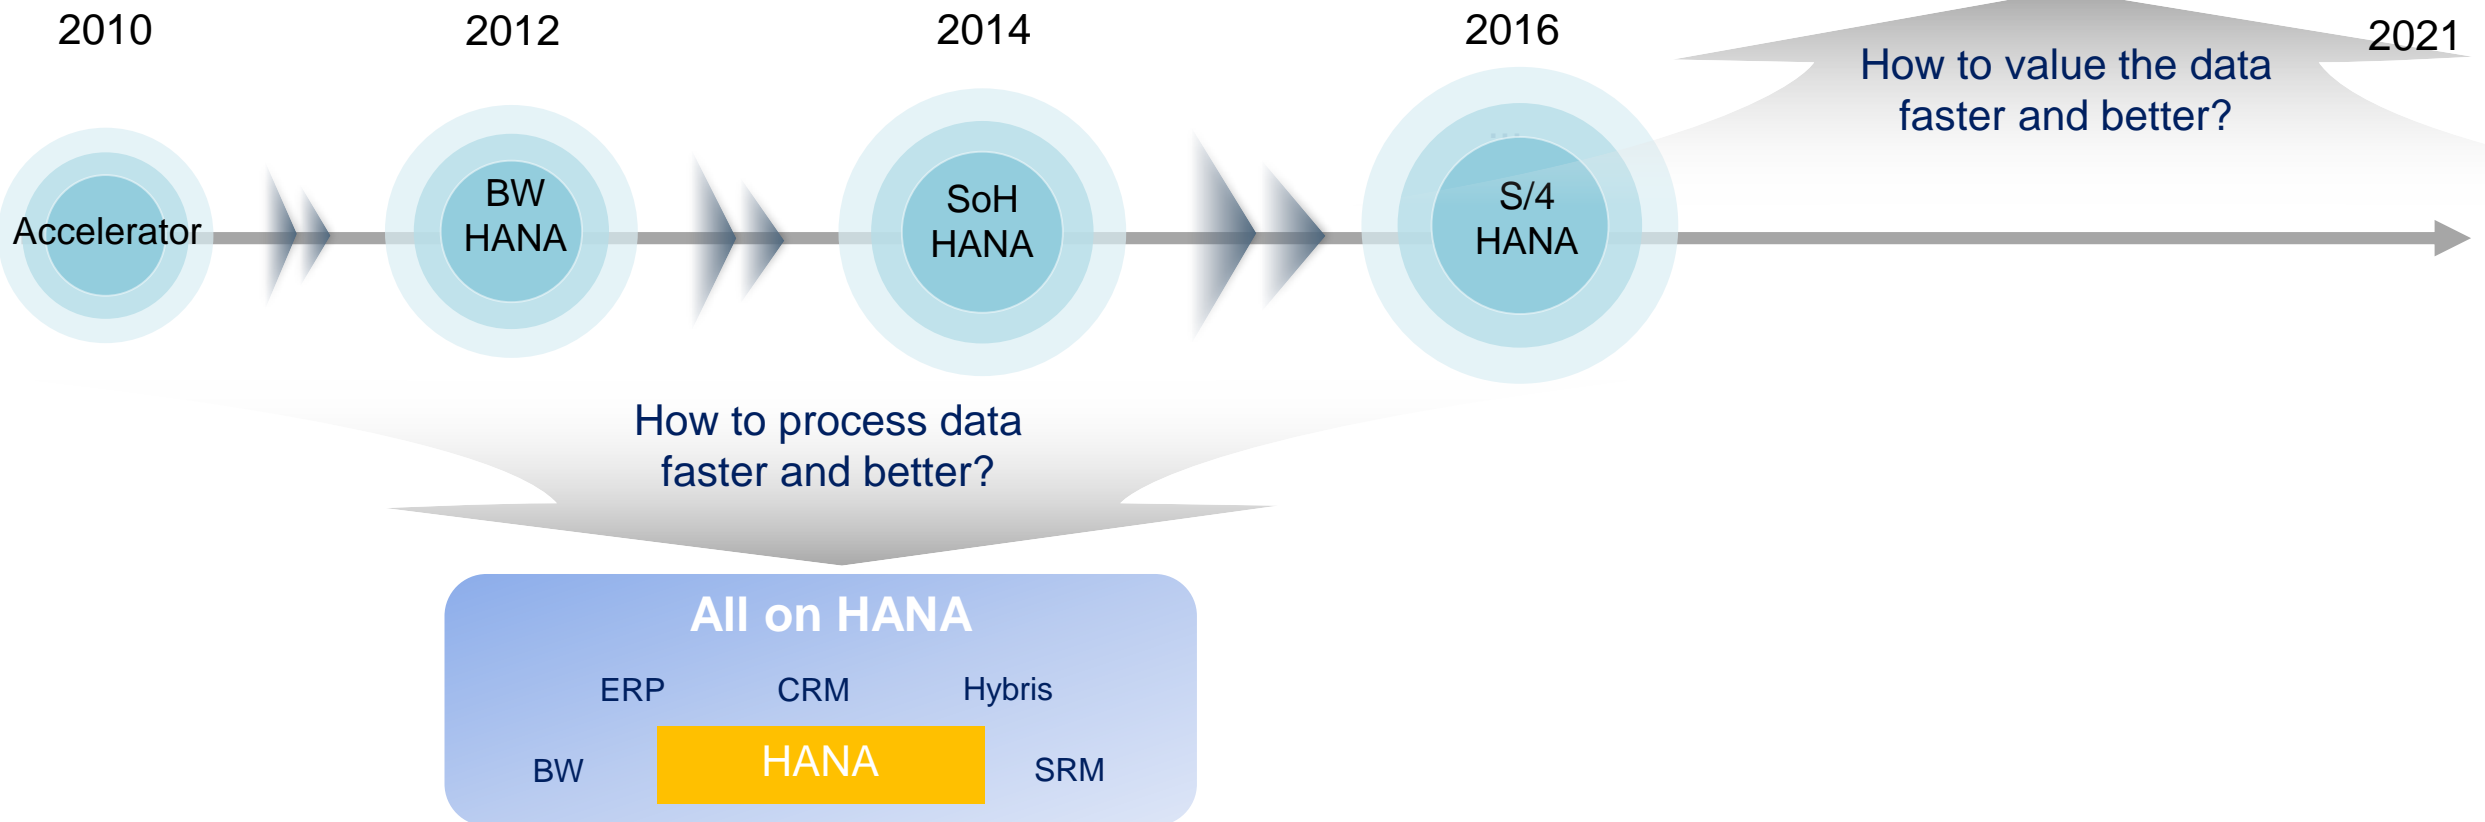 2010
2012
2014
2016
2021
How to value the data
faster and better?
...
Accelerator
BW
HANA
SoH
HANA
S/4
HANA
How to process data
faster and better?
All on HANA
ERP
CRM
Hybris
BW
HANA
SRM